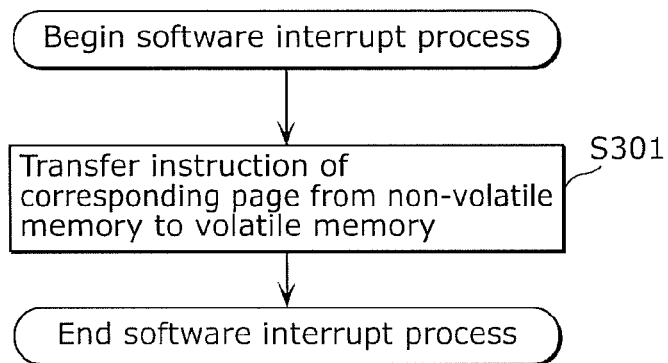 Begin software interrupt process
S301
Transfer instruction of
corresponding page from non-volatile
memory to volatile memory
End software interrupt process